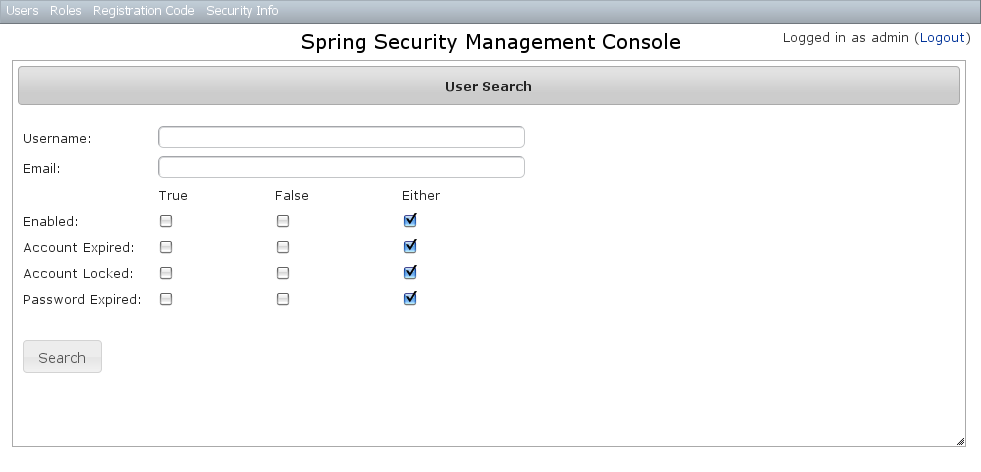 Users Roles Registration Code Security Info
Spring Security Management Console
Logged in as admin (Logout)
User Search
Username:
Email:
True False Either
Enabled:
Account Expired:
Account Locked:
Password Expired:
Search